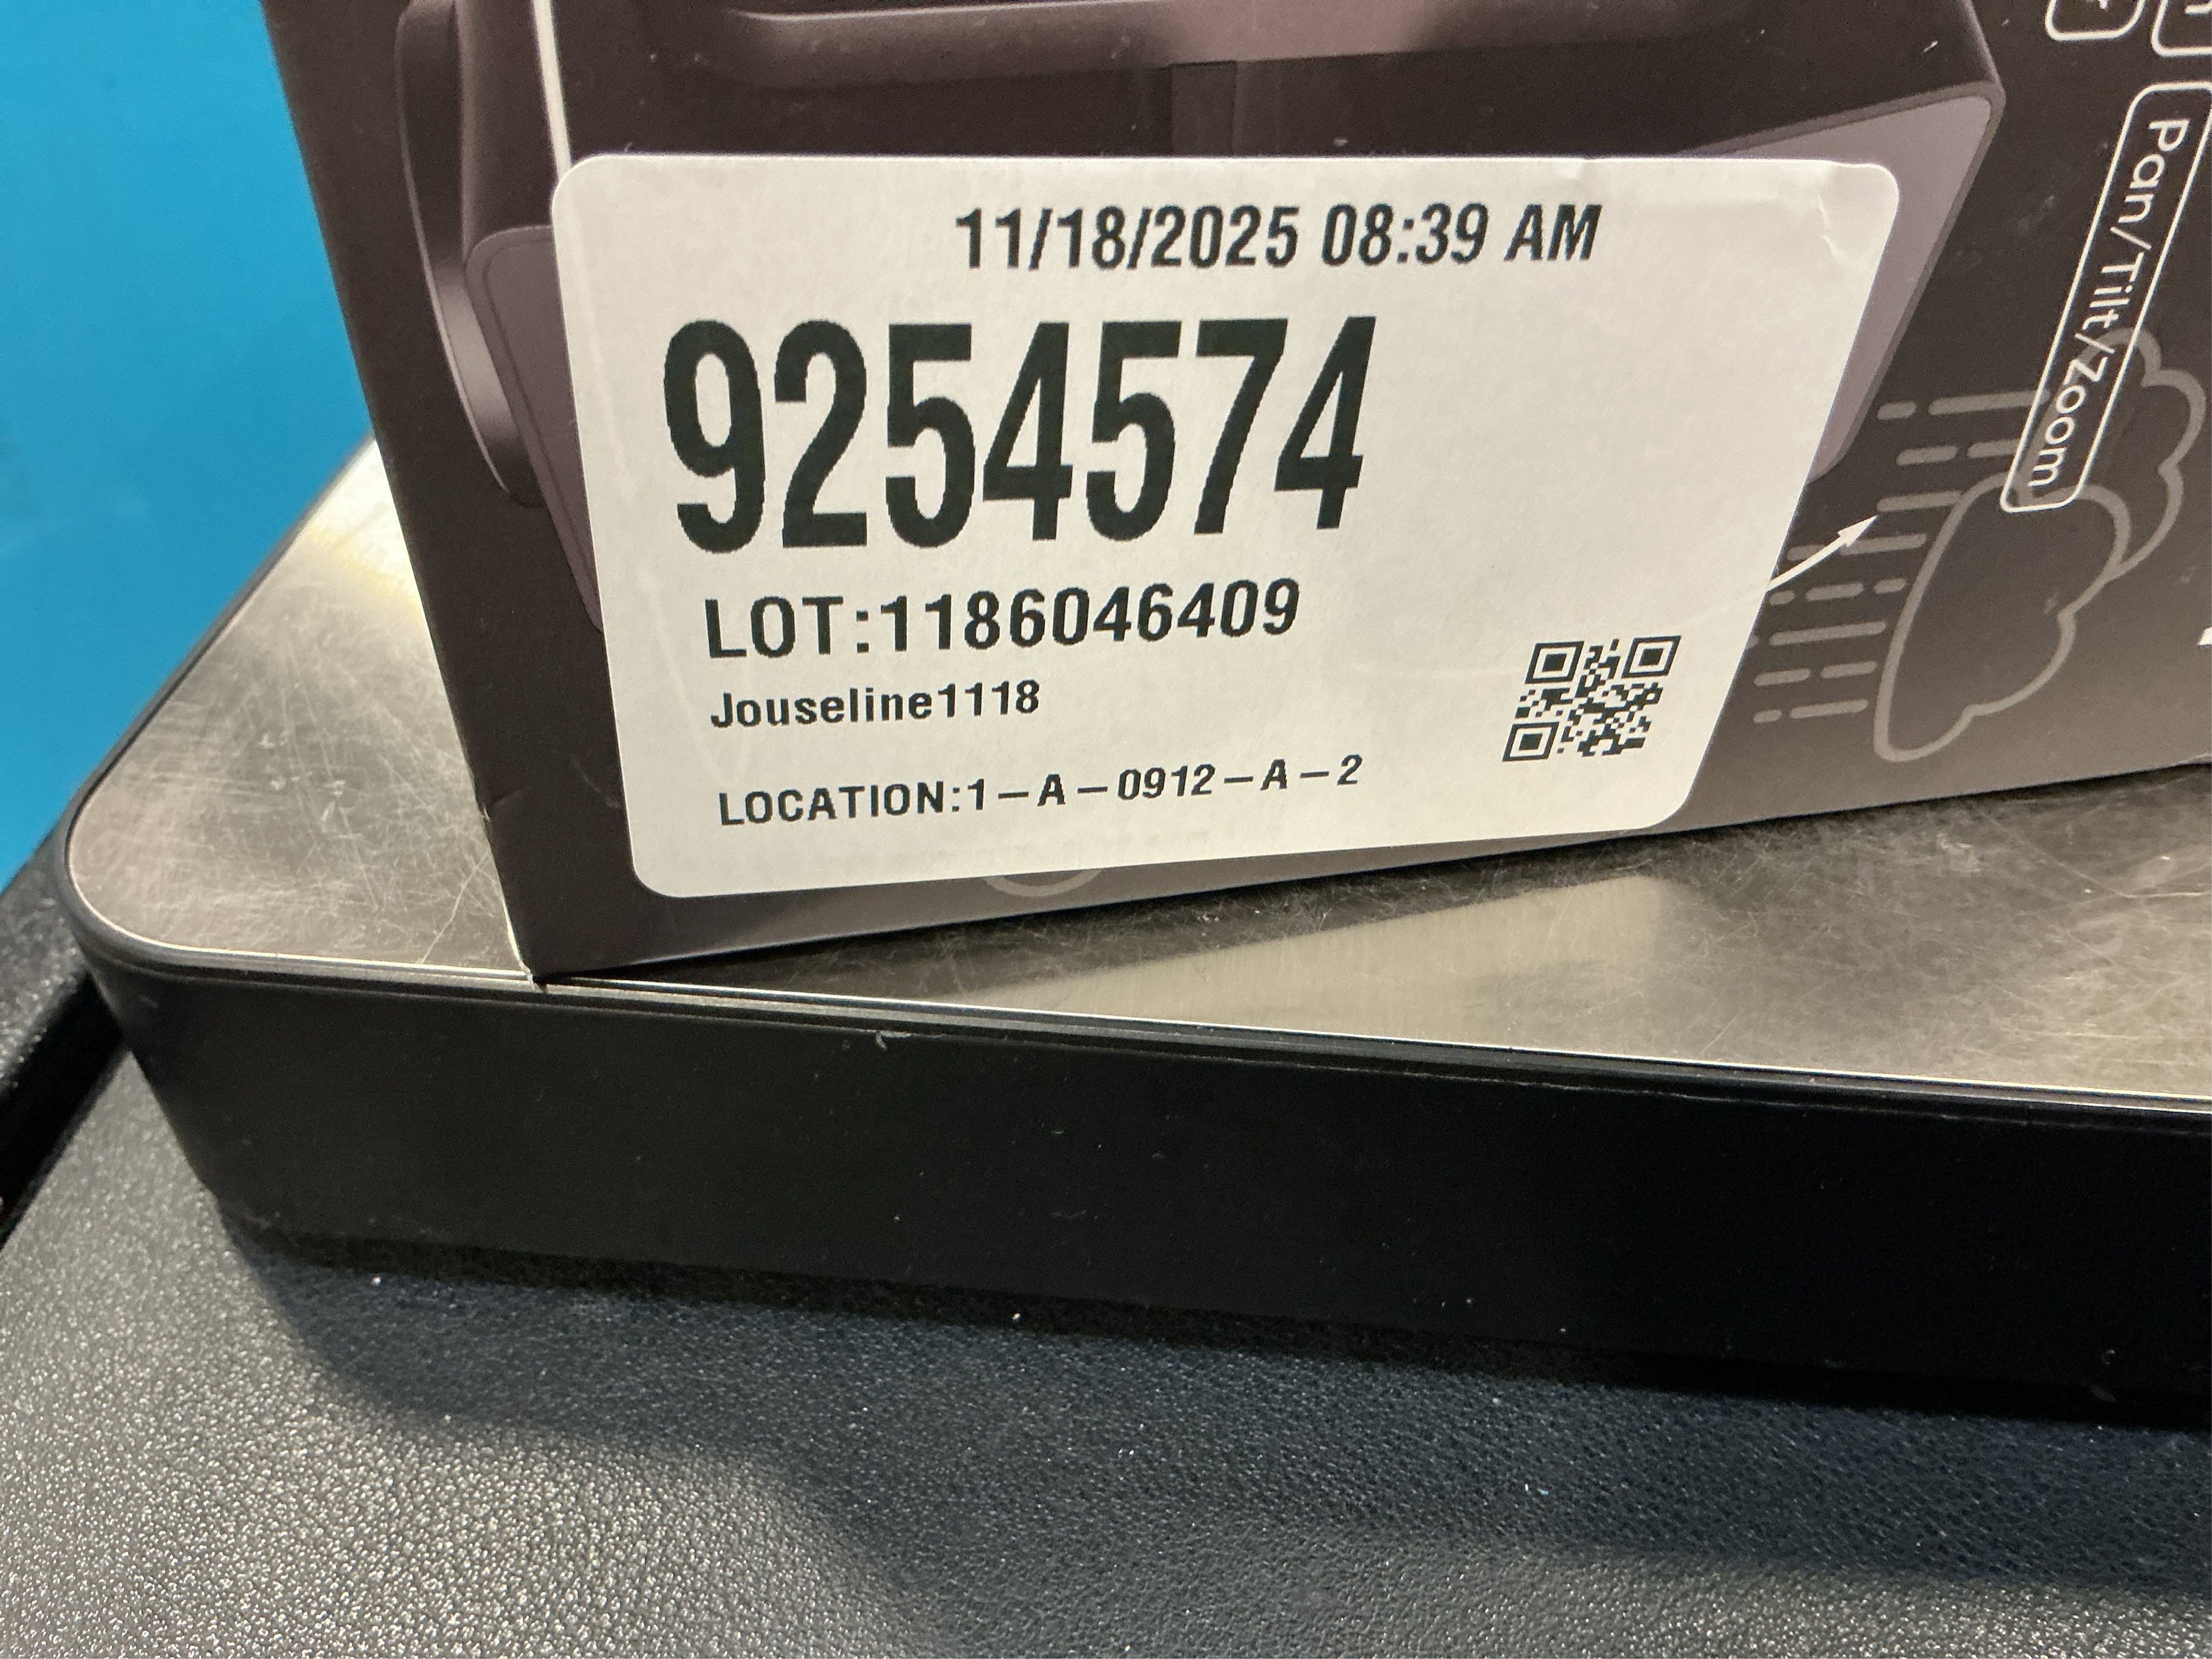 11/18/2025 08:39 AM
9254574
LOT:1186046409
Jouseline1118
LOCATION:1-A-0912-A-2
Pan/Tilt/Zoom